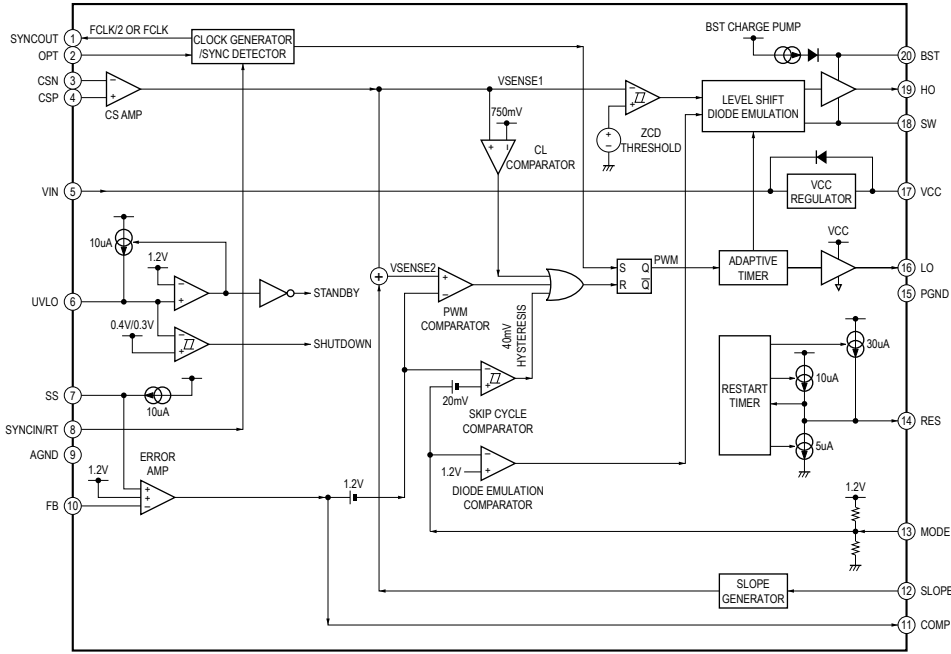 FCLK/2 OR FCLK
SYNCOUT 1
OPT 2
CLOCK GENERATOR
/SYNC DETECTOR
CSN 3
CSP 4
−
+
CS AMP
VSENSE1
BST CHARGE PUMP
20 BST
19 HO
18 SW
LEVEL SHIFT
DIODE EMULATION
−
+
+
−
ZCD
THRESHOLD
750mV
+
−
CL
COMPARATOR
VIN 5
VCC
REGULATOR
17 VCC
10uA
1.2V
−
+
UVLO 6
STANDBY
0.4V/0.3V
−
+
SHUTDOWN
+
VSENSE2
+
−
PWM
COMPARATOR
40mV
HYSTERESIS
S Q
R Q̅
PWM
ADAPTIVE
TIMER
VCC
16 LO
15 PGND
SS 7
10uA
SYNCIN/RT 8
AGND 9
20mV
−
+
SKIP CYCLE
COMPARATOR
RESTART
TIMER
30uA
10uA
5uA
14 RES
ERROR
AMP
1.2V
+
+
−
FB 10
1.2V
−
+
1.2V
DIODE EMULATION
COMPARATOR
1.2V
13 MODE
SLOPE
GENERATOR
12 SLOPE
11 COMP